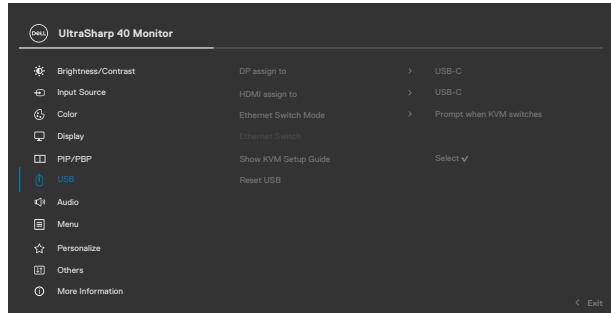 DELL UltraSharp 40 Monitor
Brightness/Contrast DP assign to > USB-C
Input Source HDMI assign to > USB-C
Color Ethernet Switch Mode > Prompt when KVM switches
Display Ethernet Switch
PIP/PBP Show KVM Setup Guide Select ✓
USB Reset USB
Audio
Menu
Personalize
Others
More Information
< Exit